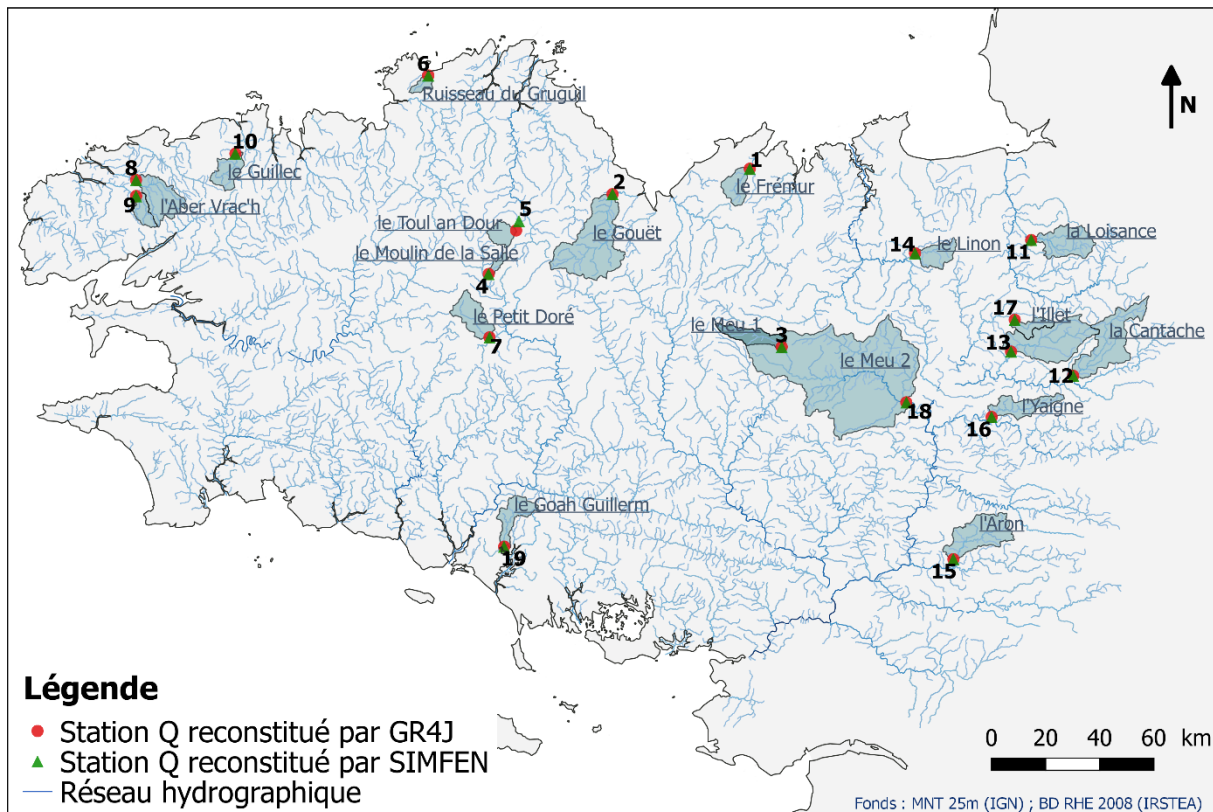 6
Ruisseau du Gruguil
N
10
le Guillec
8
l'Aber Vrac'h
9
1
le Frémur
2
le Gouët
5
le Toul an Dour
le Moulin de la Salle
4
14
le Linon
11
la Loisance
le Petit Doré
7
le Meu 1
3
le Meu 2
18
17
l'Illet
13
la Cantache
12
l'Yaigne
16
le Goah Guillerm
19
l'Aron
15
Légende
Station Q reconstitué par GR4J
Station Q reconstitué par SIMFEN
Réseau hydrographique
0 20 40 60 km
Fonds : MNT 25m (IGN) ; BD RHE 2008 (IRSTEA)